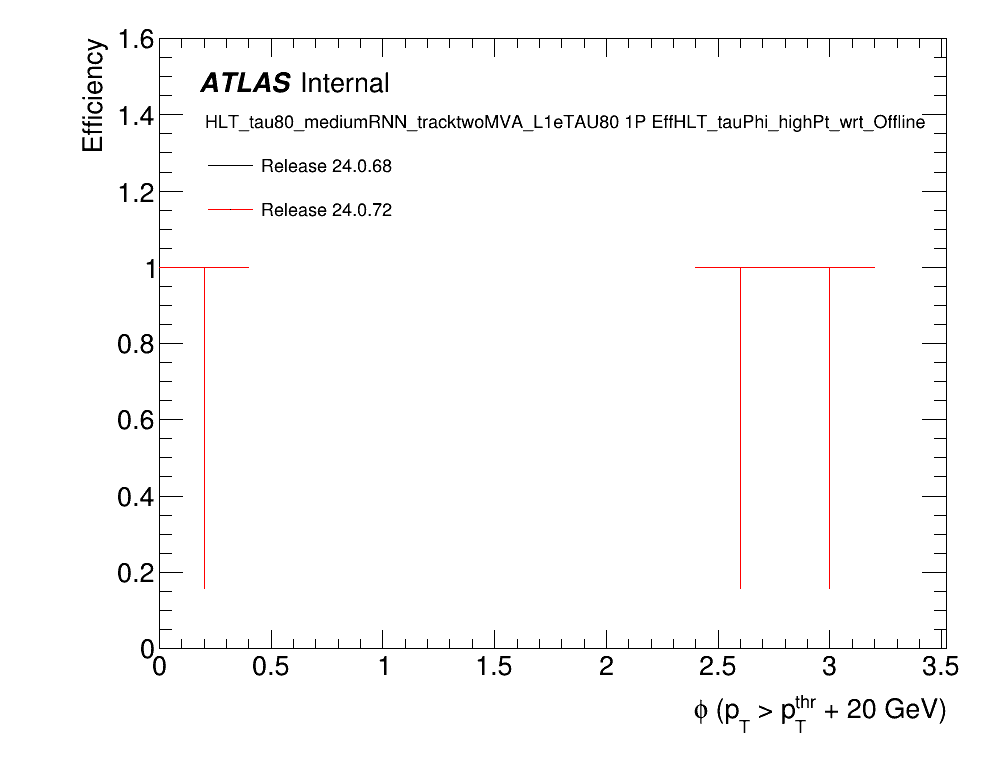 1.6
1.4
1.2
1
0.8
0.6
0.4
0.2
0
Efficiency
ATLAS Internal
HLT_tau80_mediumRNN_tracktwoMVA_L1eTAU80 1P EffHLT_tauPhi_highPt_wrt_Offline
Release 24.0.68
Release 24.0.72
0 0.5 1 1.5 2 2.5 3 3.5
ϕ (p_T > p_T^thr + 20 GeV)